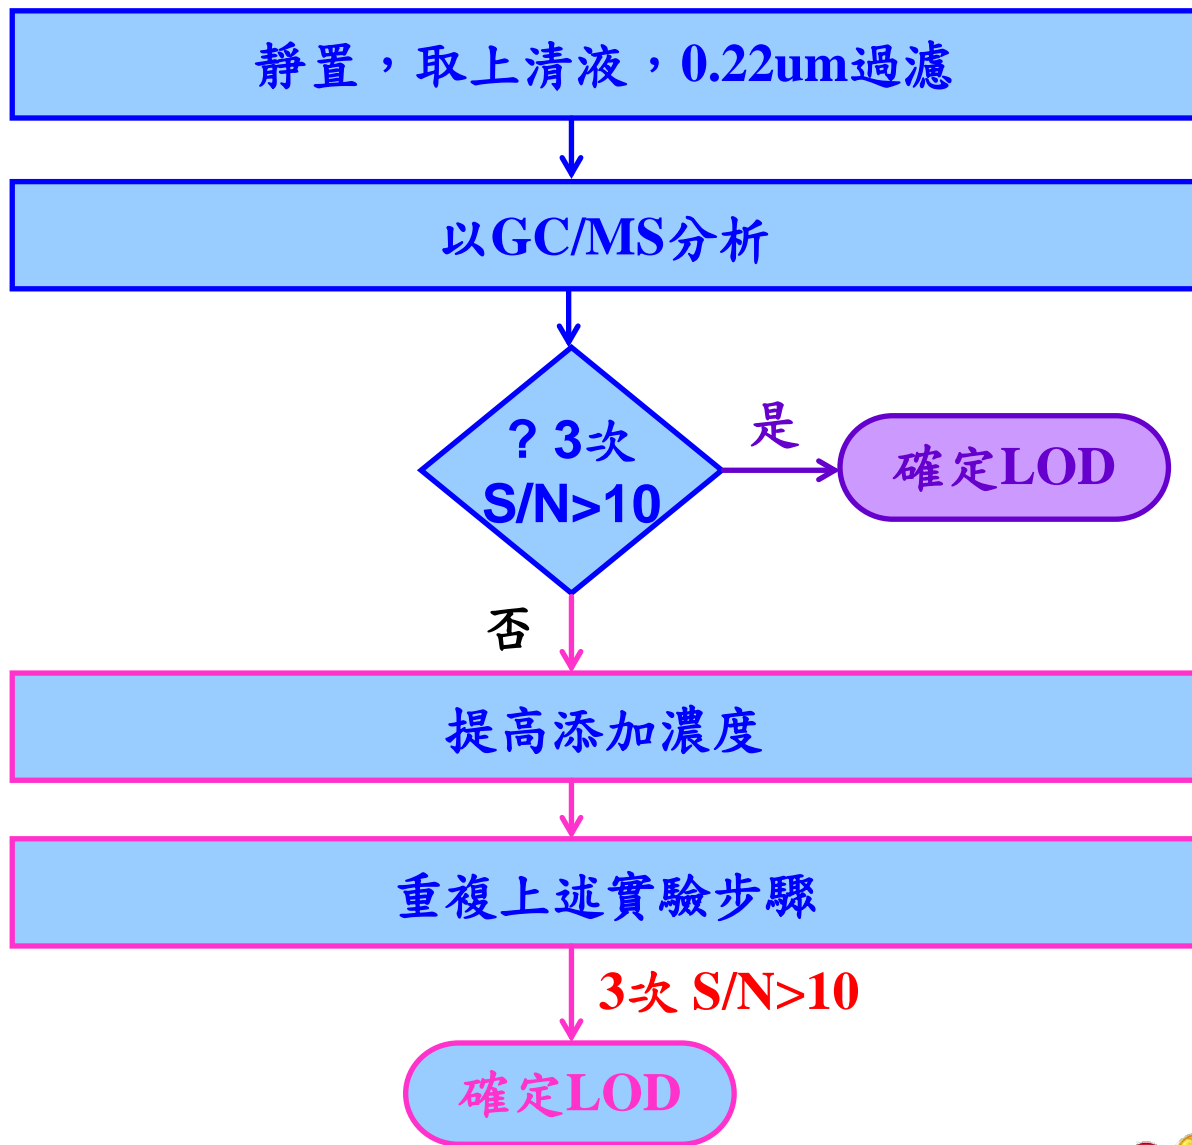 靜置，取上清液，0.22um過濾
以GC/MS分析
? 3次
S/N>10
是
確定LOD
否
提高添加濃度
重複上述實驗步驟
3次 S/N>10
確定LOD